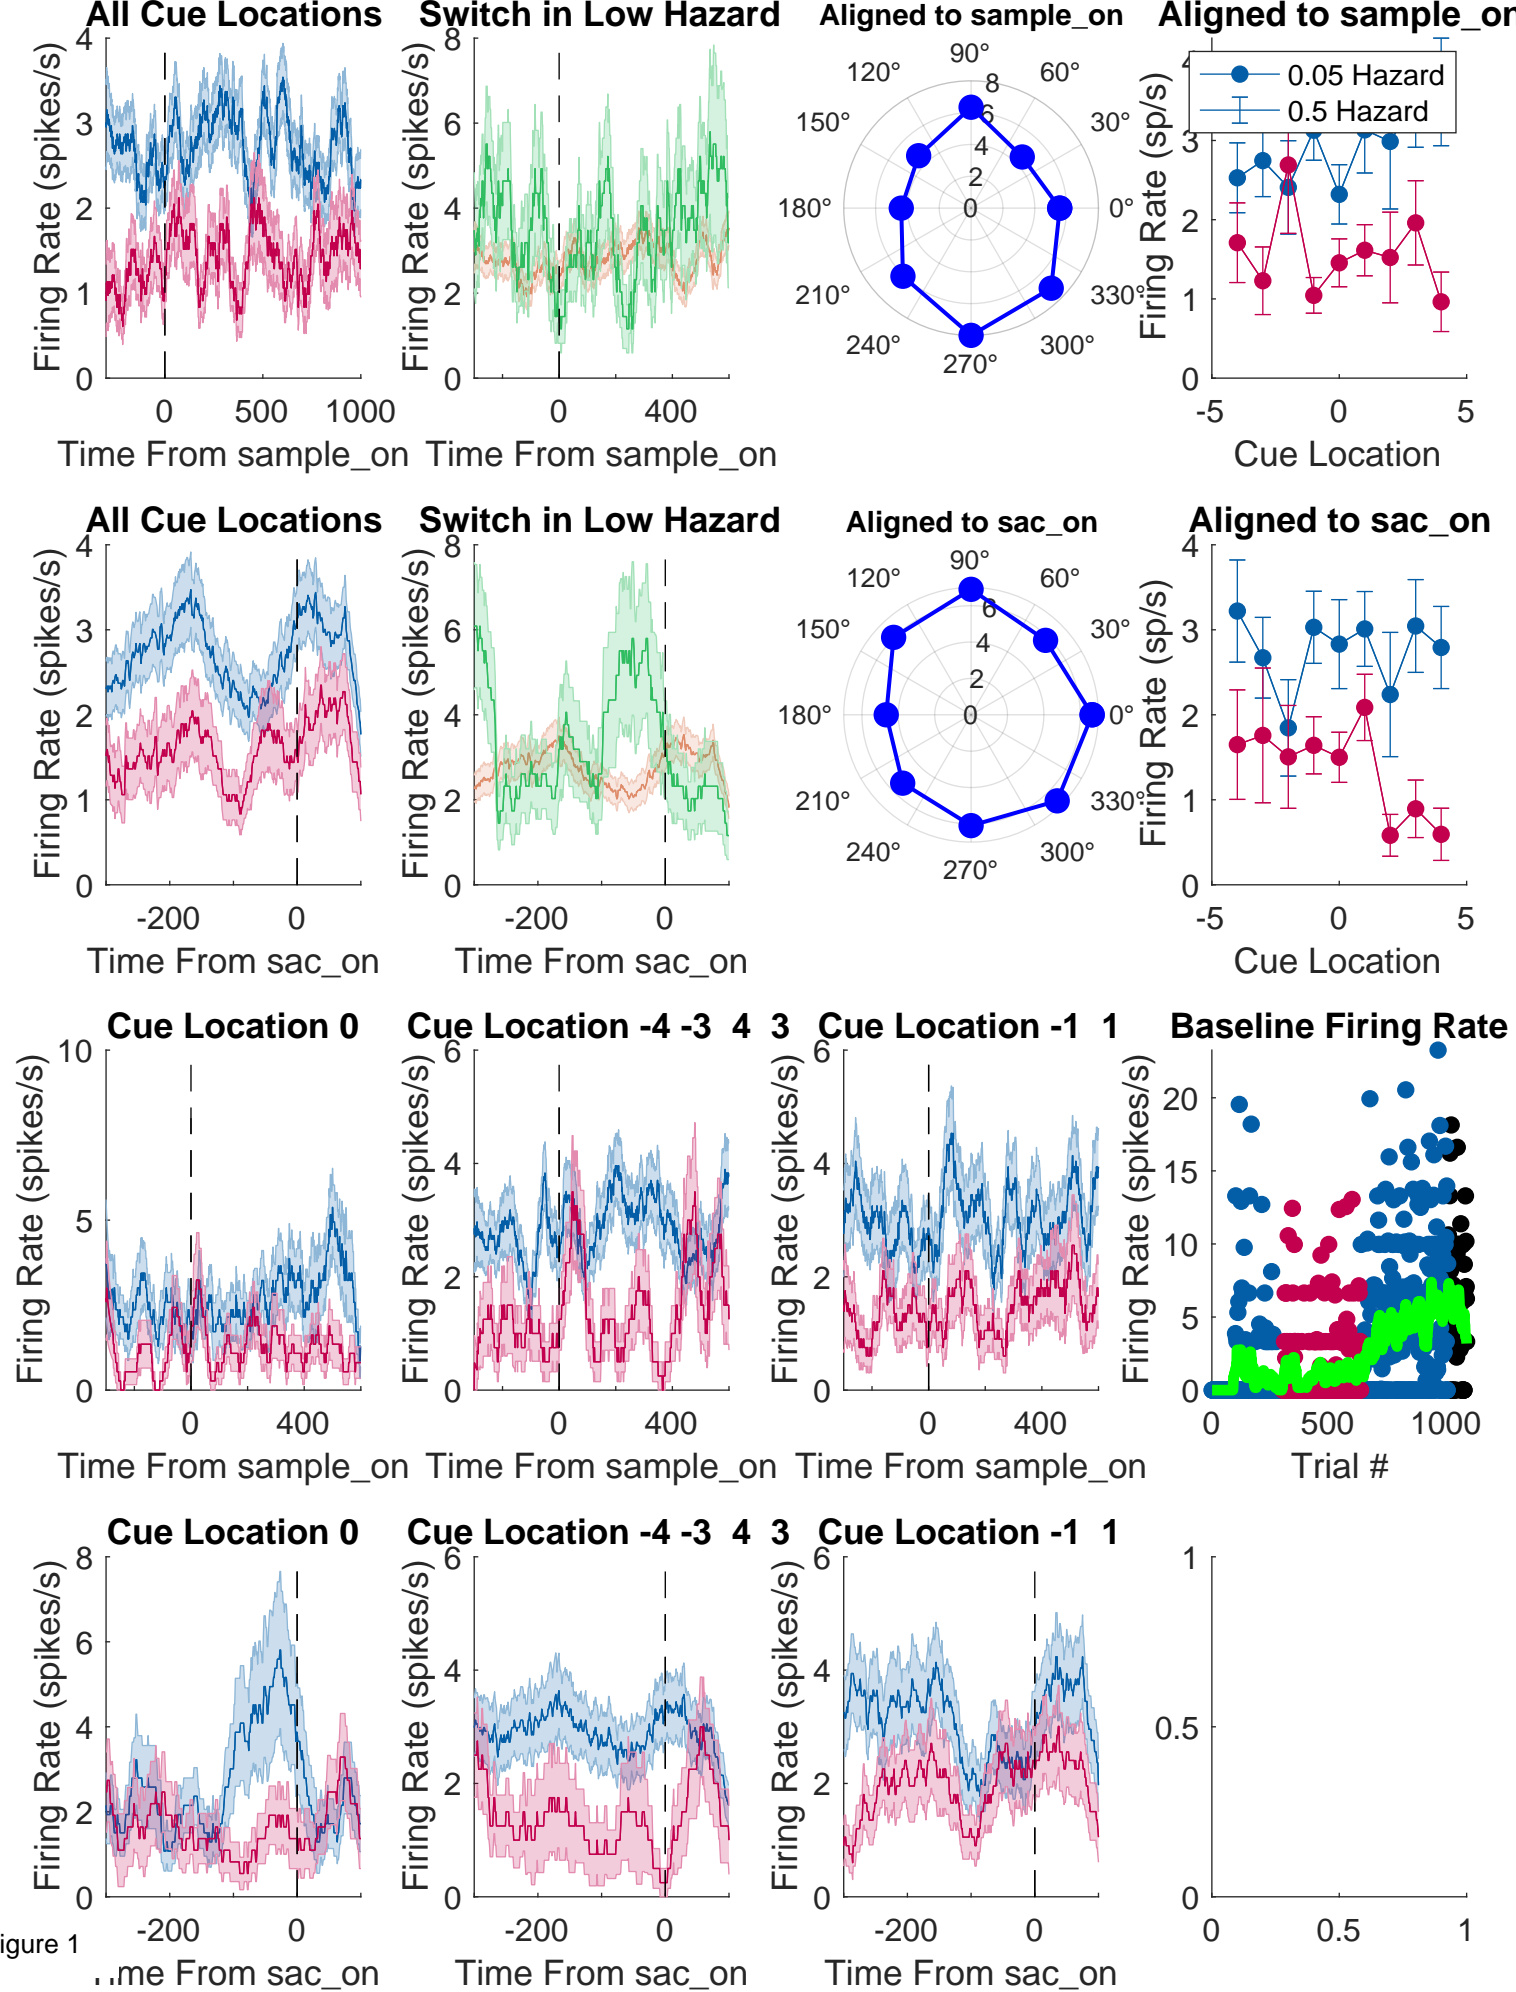 All Cue Locations
Firing Rate (spikes/s)
4
3
2
1
0
0 500 1000
Time From sample_on
Switch in Low Hazard
Firing Rate (spikes/s)
8
6
4
2
0
0 400
Time From sample_on
Aligned to sample_on
90°
120° 60°
150° 30°
180° 0°
210° 330°
240° 300°
270°
8
6
4
2
0
Aligned to sample_on
0.05 Hazard
0.5 Hazard
Firing Rate (sp/s)
4
3
2
1
0
-5 0 5
Cue Location
All Cue Locations
Firing Rate (spikes/s)
4
3
2
1
0
-200 0
Time From sac_on
Switch in Low Hazard
Firing Rate (spikes/s)
8
6
4
2
0
-200 0
Time From sac_on
Aligned to sac_on
90°
120° 60°
150° 30°
180° 0°
210° 330°
240° 300°
270°
6
4
2
0
Aligned to sac_on
Firing Rate (sp/s)
4
3
2
1
0
-5 0 5
Cue Location
Cue Location 0
Firing Rate (spikes/s)
10
5
0
0 400
Time From sample_on
Cue Location -4 -3  4  3
Firing Rate (spikes/s)
6
4
2
0
0 400
Time From sample_on
Cue Location -1  1
Firing Rate (spikes/s)
6
4
2
0
0 400
Time From sample_on
Baseline Firing Rate
Firing Rate (spikes/s)
20
15
10
5
0
0 500 1000
Trial #
Cue Location 0
Firing Rate (spikes/s)
8
6
4
2
0
-200 0
Time From sac_on
Cue Location -4 -3  4  3
Firing Rate (spikes/s)
6
4
2
0
-200 0
Time From sac_on
Cue Location -1  1
Firing Rate (spikes/s)
6
4
2
0
-200 0
Time From sac_on
1
0.5
0
0 0.5 1
igure 1